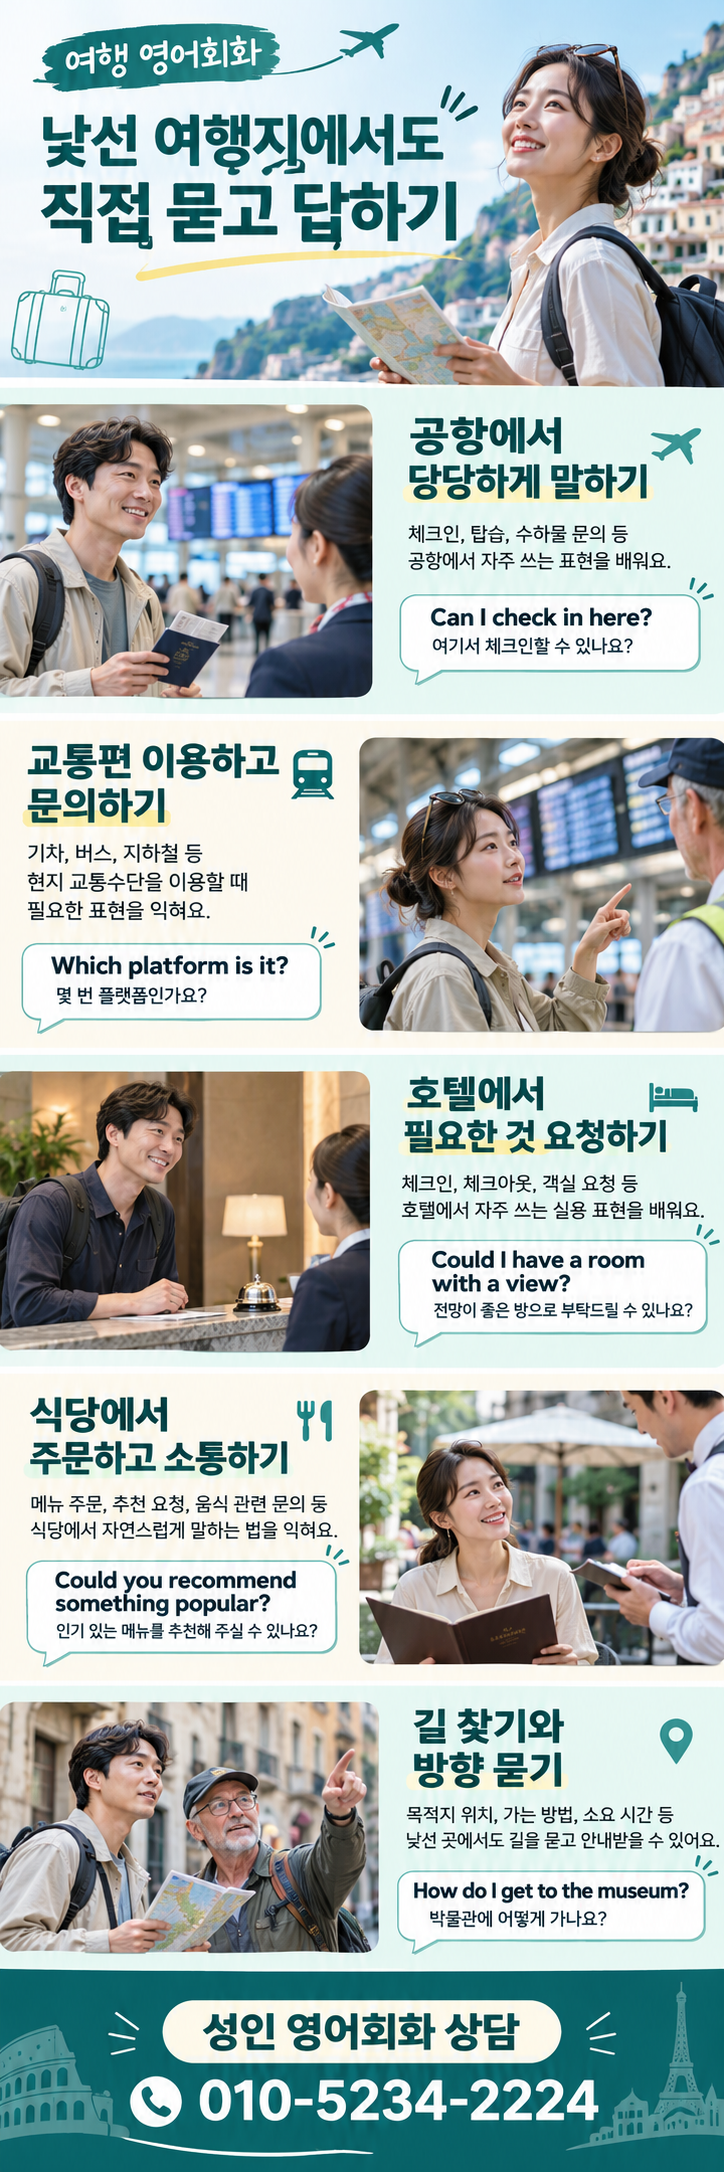 여행 영어회화
낯선 여행지에서도
직접 묻고 답하기
공항에서
당당하게 말하기
체크인, 탑습, 수하물 문의 등
공항에서 자주 쓰는 표현을 배워요.
Can I check in here?
여기서 체크인할 수 있나요?
교통편 이용하고
문의하기
기차, 버스, 지하철 등
현지 교통수단을 이용할 때
필요한 표현을 익혀요.
Which platform is it?
몇 번 플랫폼인가요?
호텔에서
필요한 것 요청하기
체크인, 체크아웃, 객실 요청 등
호텔에서 자주 쓰는 실용 표현을 배워요.
Could I have a room
with a view?
전망이 좋은 방으로 부탁드릴 수 있나요?
식당에서
주문하고 소통하기
메뉴 주문, 추천 요청, 음식 관련 문의 등
식당에서 자연스럽게 말하는 법을 익혀요.
Could you recommend
something popular?
인기 있는 메뉴를 추천해 주실 수 있나요?
길 찾기와
방향 묻기
목적지 위치, 가는 방법, 소요 시간 등
낯선 곳에서도 길을 묻고 안내받을 수 있어요.
How do I get to the museum?
박물관에 어떻게 가나요?
성인 영어회화 상담
010-5234-2224